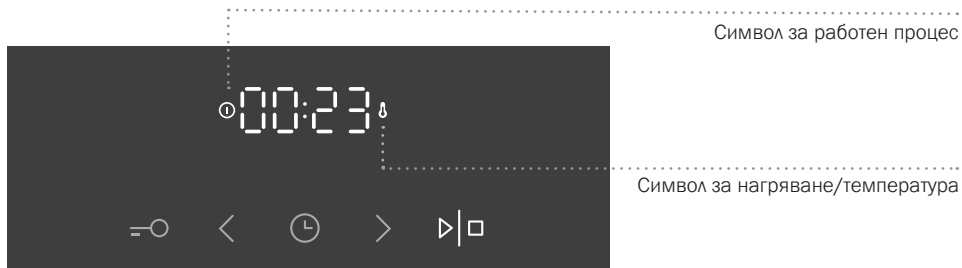 Символ за работен процес
00:23
Символ за нагряване/температура